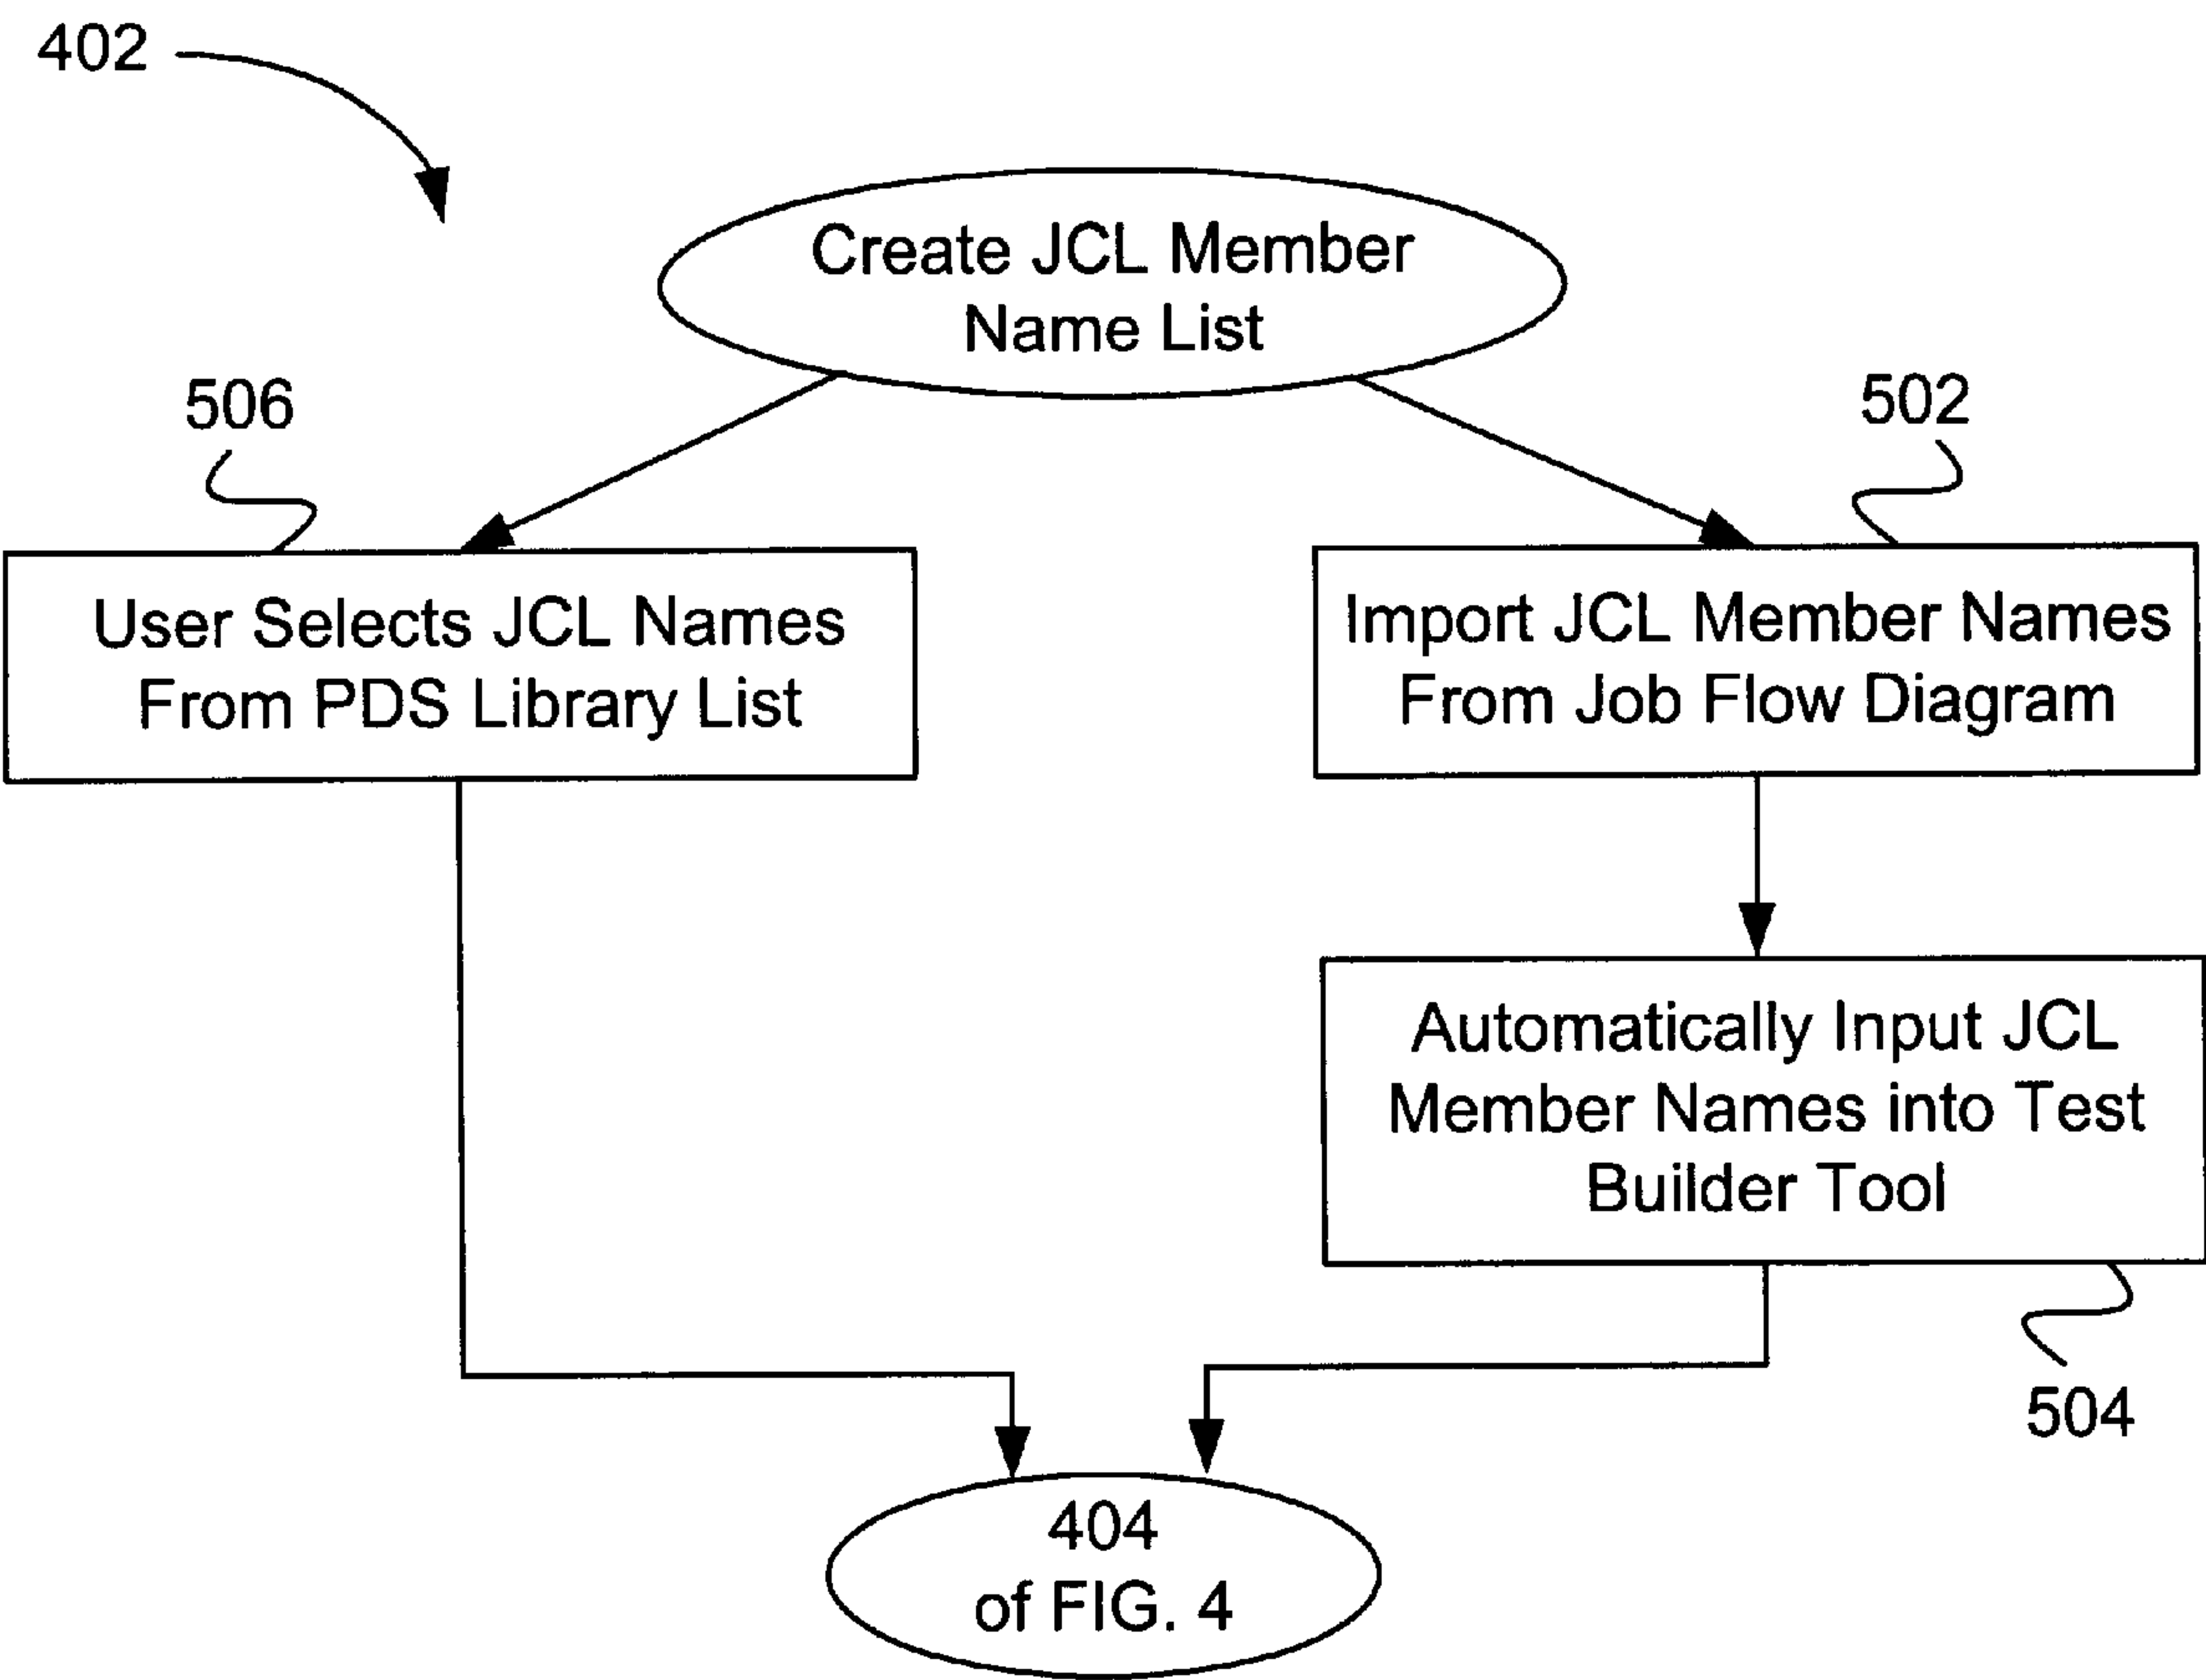 402
Create JCL Member
Name List
506
502
User Selects JCL Names
From PDS Library List
Import JCL Member Names
From Job Flow Diagram
Automatically Input JCL
Member Names into Test
Builder Tool
504
404
of FIG. 4